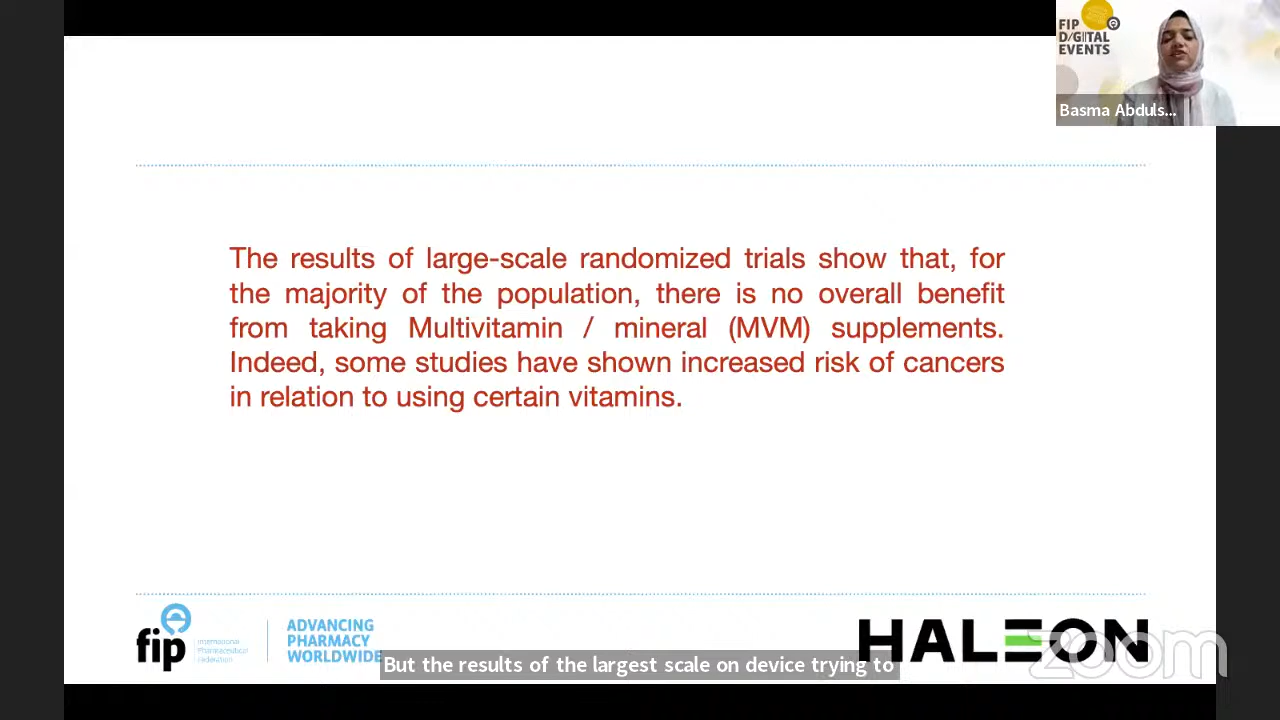 FIP
D/G/TAL
EVENTS
Basma Abduls...
The results of large-scale randomized trials show that, for
the majority of the population, there is no overall benefit
from taking Multivitamin / mineral (MVM) supplements.
Indeed, some studies have shown increased risk of cancers
in relation to using certain vitamins.
fip
International
Pharmaceutical
Federation
ADVANCING
PHARMACY
WORLDWIDE
HALEON
zoom
But the results of the largest scale on device trying to